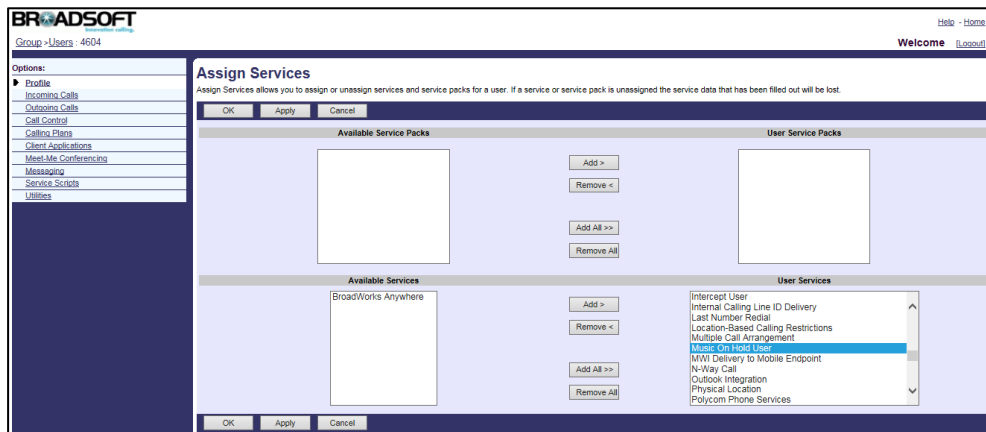 BROADSOFT
Innovation calling.
Help - Home
Group >Users : 4604
Welcome [Logout]
Options:
Profile
Incoming Calls
Outgoing Calls
Call Control
Calling Plans
Client Applications
Meet-Me Conferencing
Messaging
Service Scripts
Utilities
Assign Services
Assign Services allows you to assign or unassign services and service packs for a user. If a service or service pack is unassigned the service data that has been filled out will be lost.
OK Apply Cancel
Available Service Packs
User Service Packs
Add >
Remove <
Add All >>
Remove All
Available Services
User Services
BroadWorks Anywhere
Add >
Remove <
Add All >>
Remove All
Intercept User
Internal Calling Line ID Delivery
Last Number Redial
Location-Based Calling Restrictions
Multiple Call Arrangement
Music On Hold User
MWI Delivery to Mobile Endpoint
N-Way Call
Outlook Integration
Physical Location
Polycom Phone Services
OK Apply Cancel